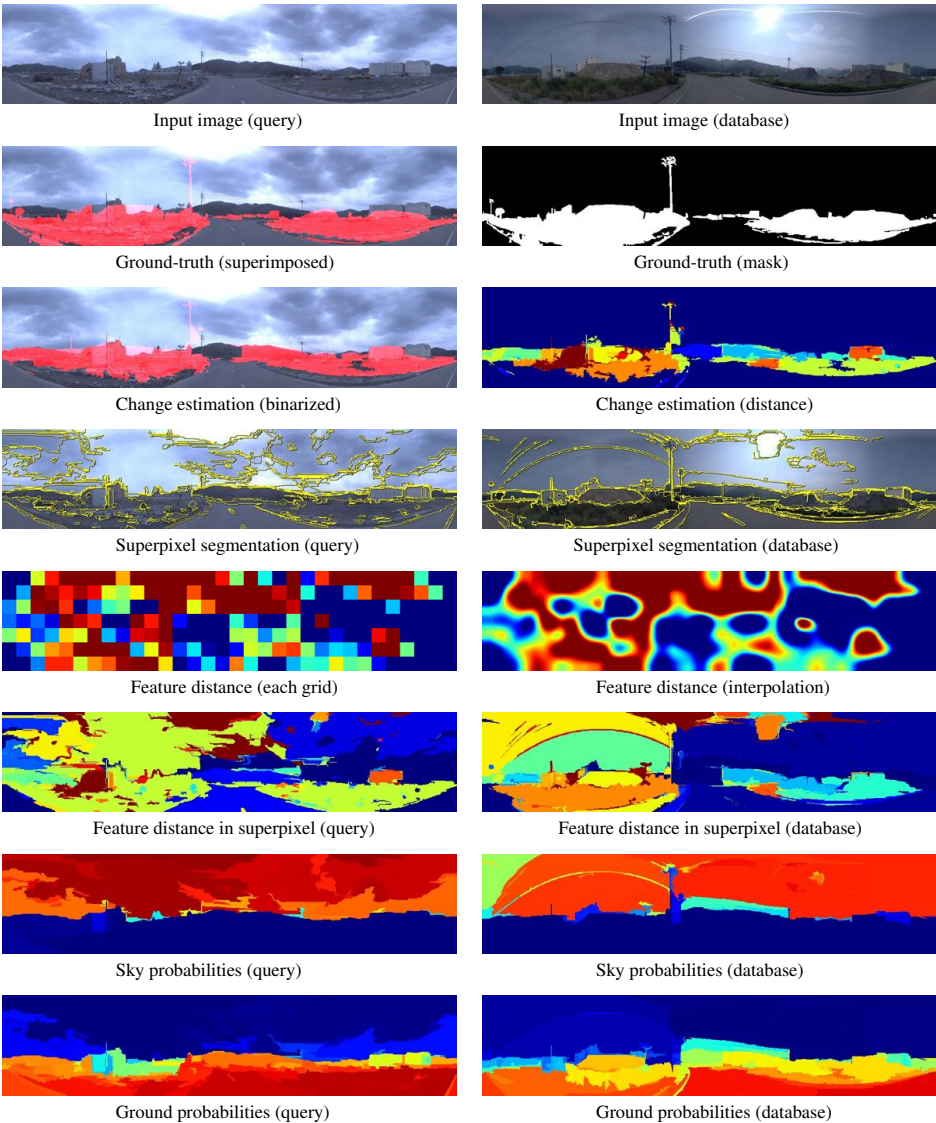 Input image (query)
Input image (database)
Ground-truth (superimposed)
Ground-truth (mask)
Change estimation (binarized)
Change estimation (distance)
Superpixel segmentation (query)
Superpixel segmentation (database)
Feature distance (each grid)
Feature distance (interpolation)
Feature distance in superpixel (query)
Feature distance in superpixel (database)
Sky probabilities (query)
Sky probabilities (database)
Ground probabilities (query)
Ground probabilities (database)